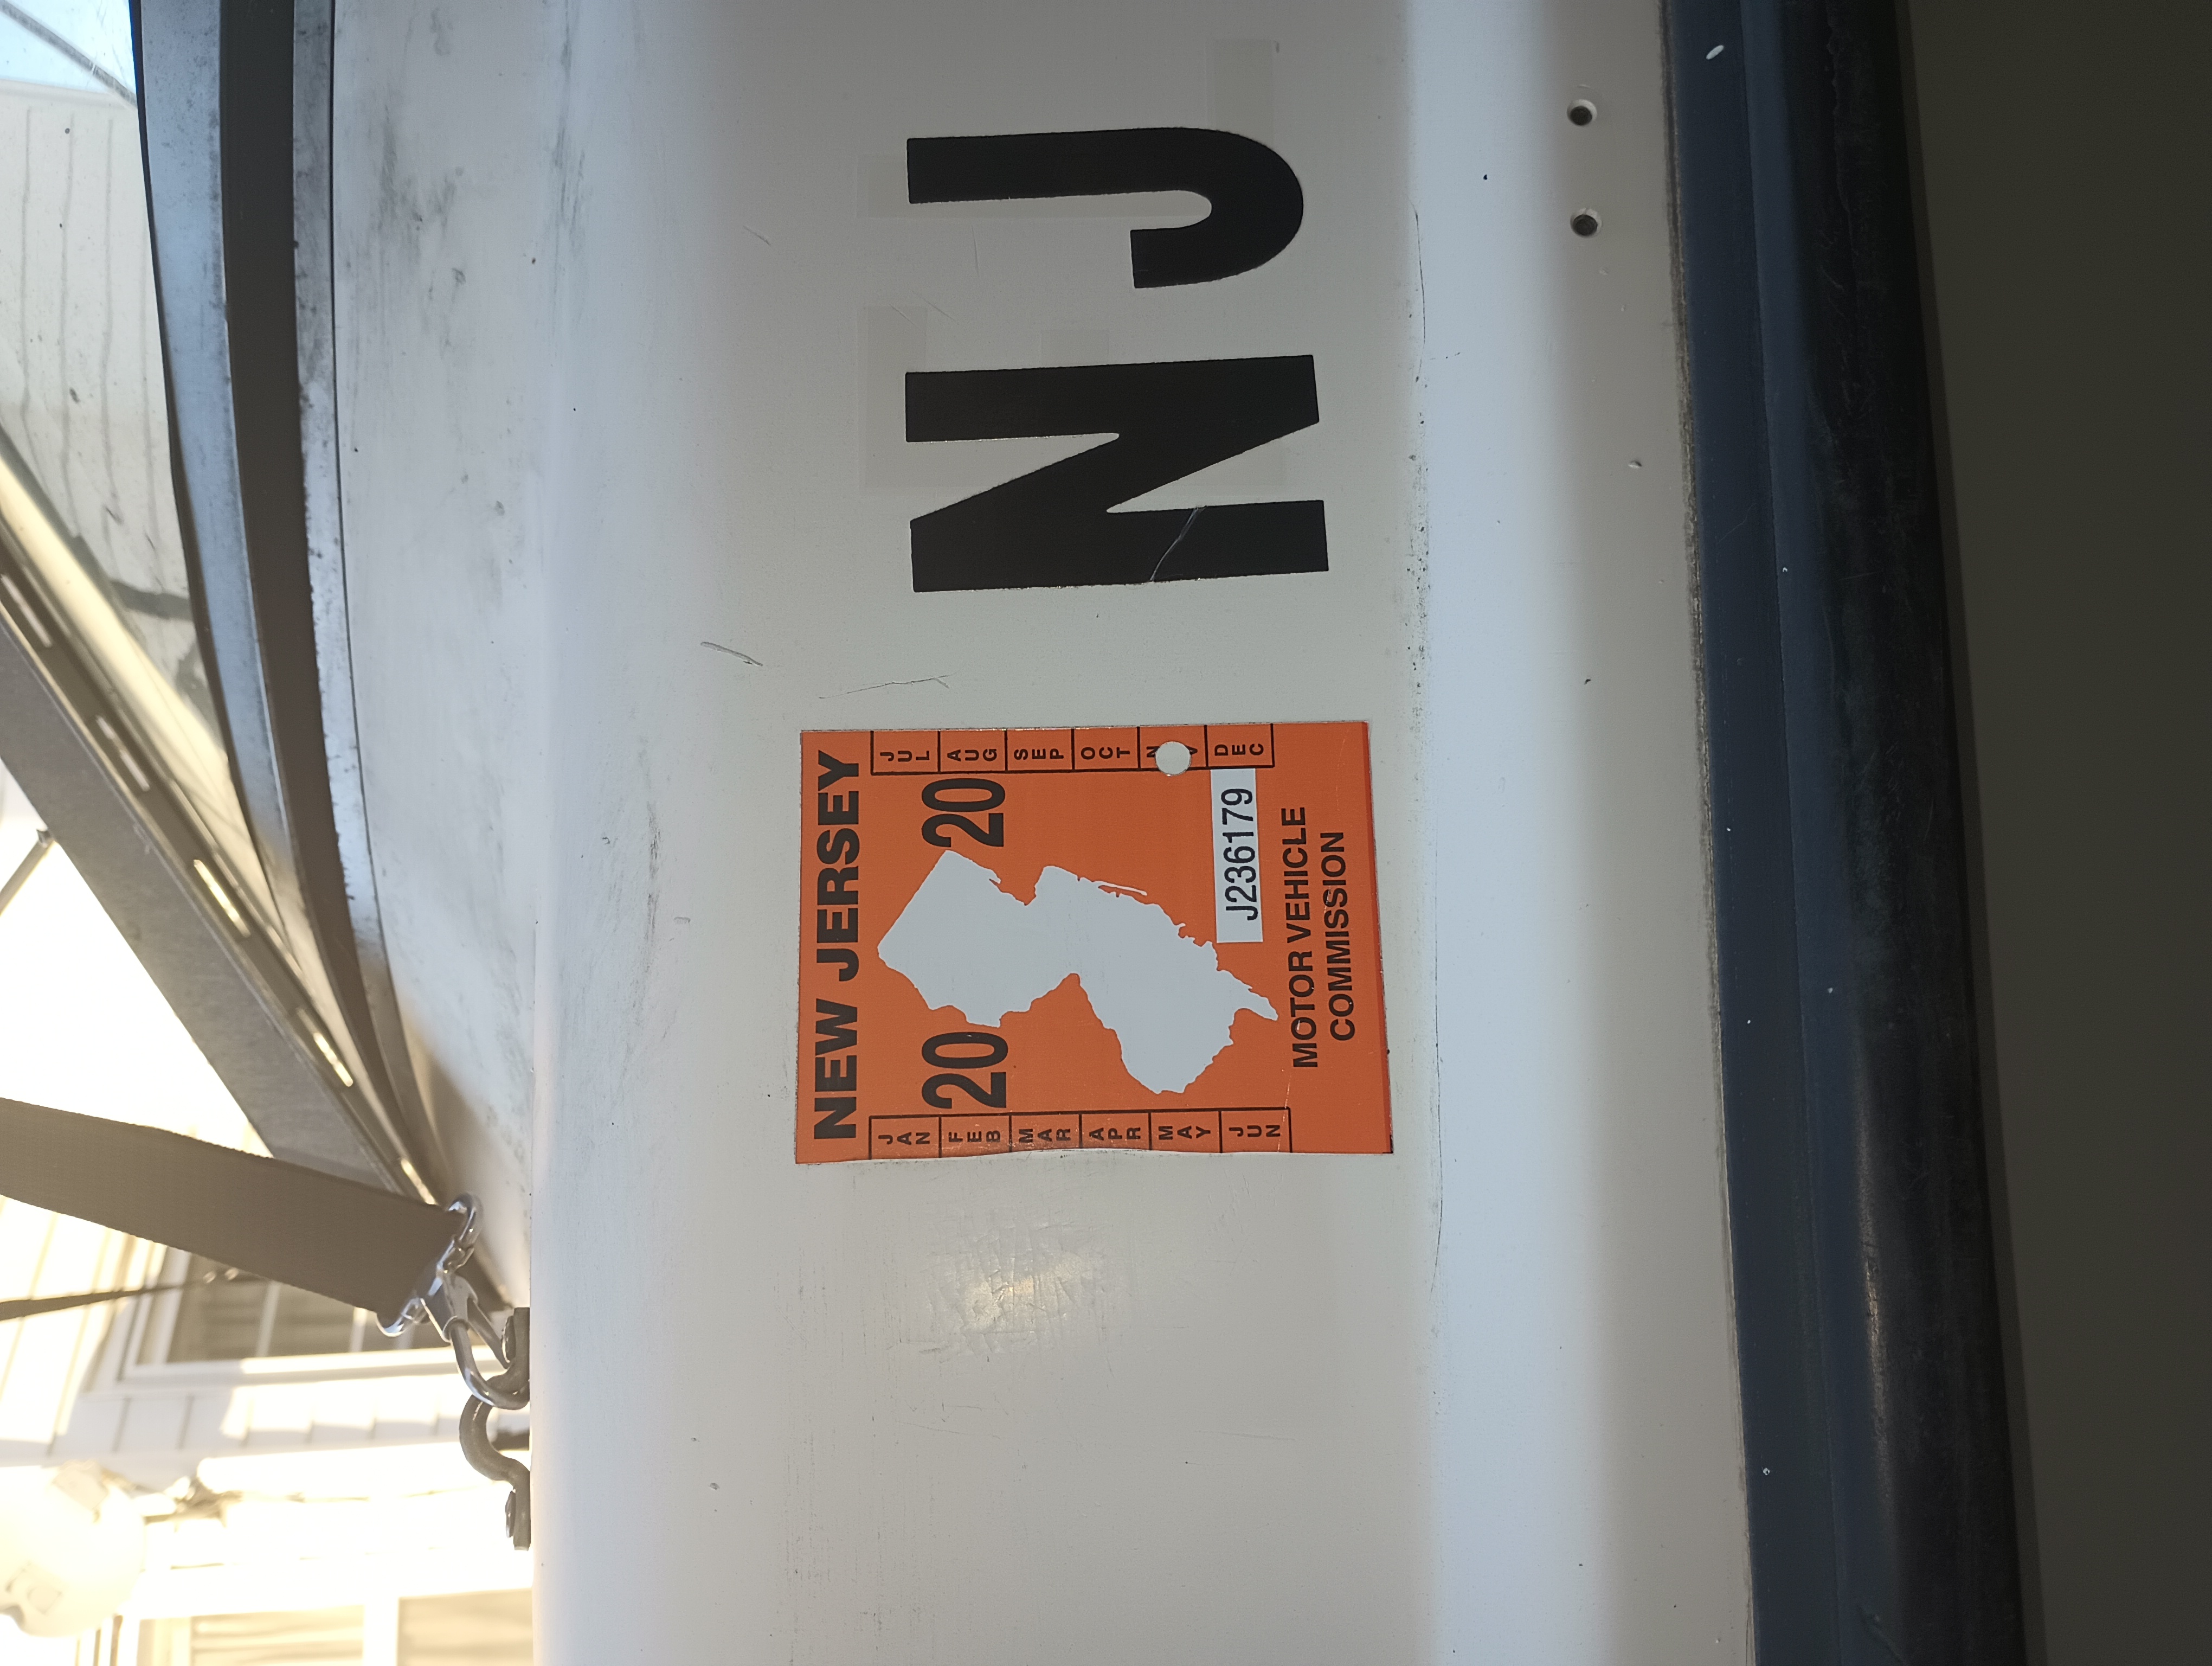 NJ
NEW JERSEY
20 20
JAN
FEB
MAR
APR
MAY
JUN
JUL
AUG
SEP
OCT
N V
DEC
J236179
MOTOR VEHICLE
COMMISSION